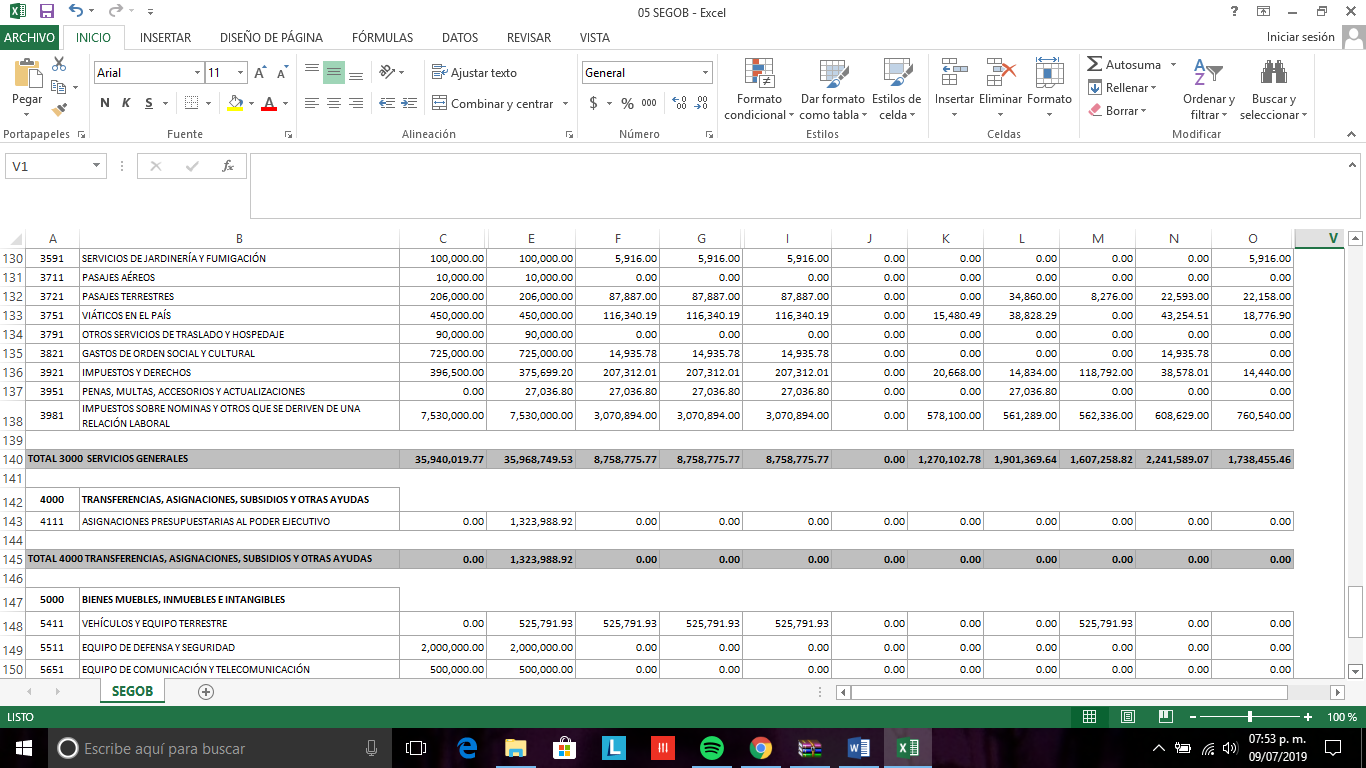 05 SEGOB - Excel
ARCHIVO INICIO INSERTAR DISEÑO DE PÁGINA FÓRMULAS DATOS REVISAR VISTA Iniciar sesión
Pegar
Portapapeles
Arial 11
N K S
Fuente
Ajustar texto
Combinar y centrar
Alineación
General
$ % 000
Número
Formato condicional
Dar formato como tabla
Estilos de celda
Estilos
Insertar Eliminar Formato
Celdas
Autosuma
Rellenar
Borrar
Ordenar y filtrar
Buscar y seleccionar
Modificar
V1
A B C E F G I J K L M N O V
130 3591 SERVICIOS DE JARDINERÍA Y FUMIGACIÓN 100,000.00 100,000.00 5,916.00 5,916.00 5,916.00 0.00 0.00 0.00 0.00 0.00 5,916.00
131 3711 PASAJES AÉREOS 10,000.00 10,000.00 0.00 0.00 0.00 0.00 0.00 0.00 0.00 0.00 0.00
132 3721 PASAJES TERRESTRES 206,000.00 206,000.00 87,887.00 87,887.00 87,887.00 0.00 0.00 34,860.00 8,276.00 22,593.00 22,158.00
133 3751 VIÁTICOS EN EL PAÍS 450,000.00 450,000.00 116,340.19 116,340.19 116,340.19 0.00 15,480.49 38,828.29 0.00 43,254.51 18,776.90
134 3791 OTROS SERVICIOS DE TRASLADO Y HOSPEDAJE 90,000.00 90,000.00 0.00 0.00 0.00 0.00 0.00 0.00 0.00 0.00 0.00
135 3821 GASTOS DE ORDEN SOCIAL Y CULTURAL 725,000.00 725,000.00 14,935.78 14,935.78 14,935.78 0.00 0.00 0.00 0.00 14,935.78 0.00
136 3921 IMPUESTOS Y DERECHOS 396,500.00 375,699.20 207,312.01 207,312.01 207,312.01 0.00 20,668.00 14,834.00 118,792.00 38,578.01 14,440.00
137 3951 PENAS, MULTAS, ACCESORIOS Y ACTUALIZACIONES 0.00 27,036.80 27,036.80 27,036.80 27,036.80 0.00 0.00 27,036.80 0.00 0.00 0.00
138 3981 IMPUESTOS SOBRE NOMINAS Y OTROS QUE SE DERIVEN DE UNA RELACIÓN LABORAL 7,530,000.00 7,530,000.00 3,070,894.00 3,070,894.00 3,070,894.00 0.00 578,100.00 561,289.00 562,336.00 608,629.00 760,540.00
139
140 TOTAL 3000 SERVICIOS GENERALES 35,940,019.77 35,968,749.53 8,758,775.77 8,758,775.77 8,758,775.77 0.00 1,270,102.78 1,901,369.64 1,607,258.82 2,241,589.07 1,738,455.46
141
142 4000 TRANSFERENCIAS, ASIGNACIONES, SUBSIDIOS Y OTRAS AYUDAS
143 4111 ASIGNACIONES PRESUPUESTARIAS AL PODER EJECUTIVO 0.00 1,323,988.92 0.00 0.00 0.00 0.00 0.00 0.00 0.00 0.00 0.00
144
145 TOTAL 4000 TRANSFERENCIAS, ASIGNACIONES, SUBSIDIOS Y OTRAS AYUDAS 0.00 1,323,988.92 0.00 0.00 0.00 0.00 0.00 0.00 0.00 0.00 0.00
146
147 5000 BIENES MUEBLES, INMUEBLES E INTANGIBLES
148 5411 VEHÍCULOS Y EQUIPO TERRESTRE 0.00 525,791.93 525,791.93 525,791.93 525,791.93 0.00 0.00 0.00 525,791.93 0.00 0.00
149 5511 EQUIPO DE DEFENSA Y SEGURIDAD 2,000,000.00 2,000,000.00 0.00 0.00 0.00 0.00 0.00 0.00 0.00 0.00 0.00
150 5651 EQUIPO DE COMUNICACIÓN Y TELECOMUNICACIÓN 500,000.00 500,000.00 0.00 0.00 0.00 0.00 0.00 0.00 0.00 0.00 0.00
SEGOB
LISTO 100 %
Escribe aquí para buscar
07:53 p. m.
09/07/2019